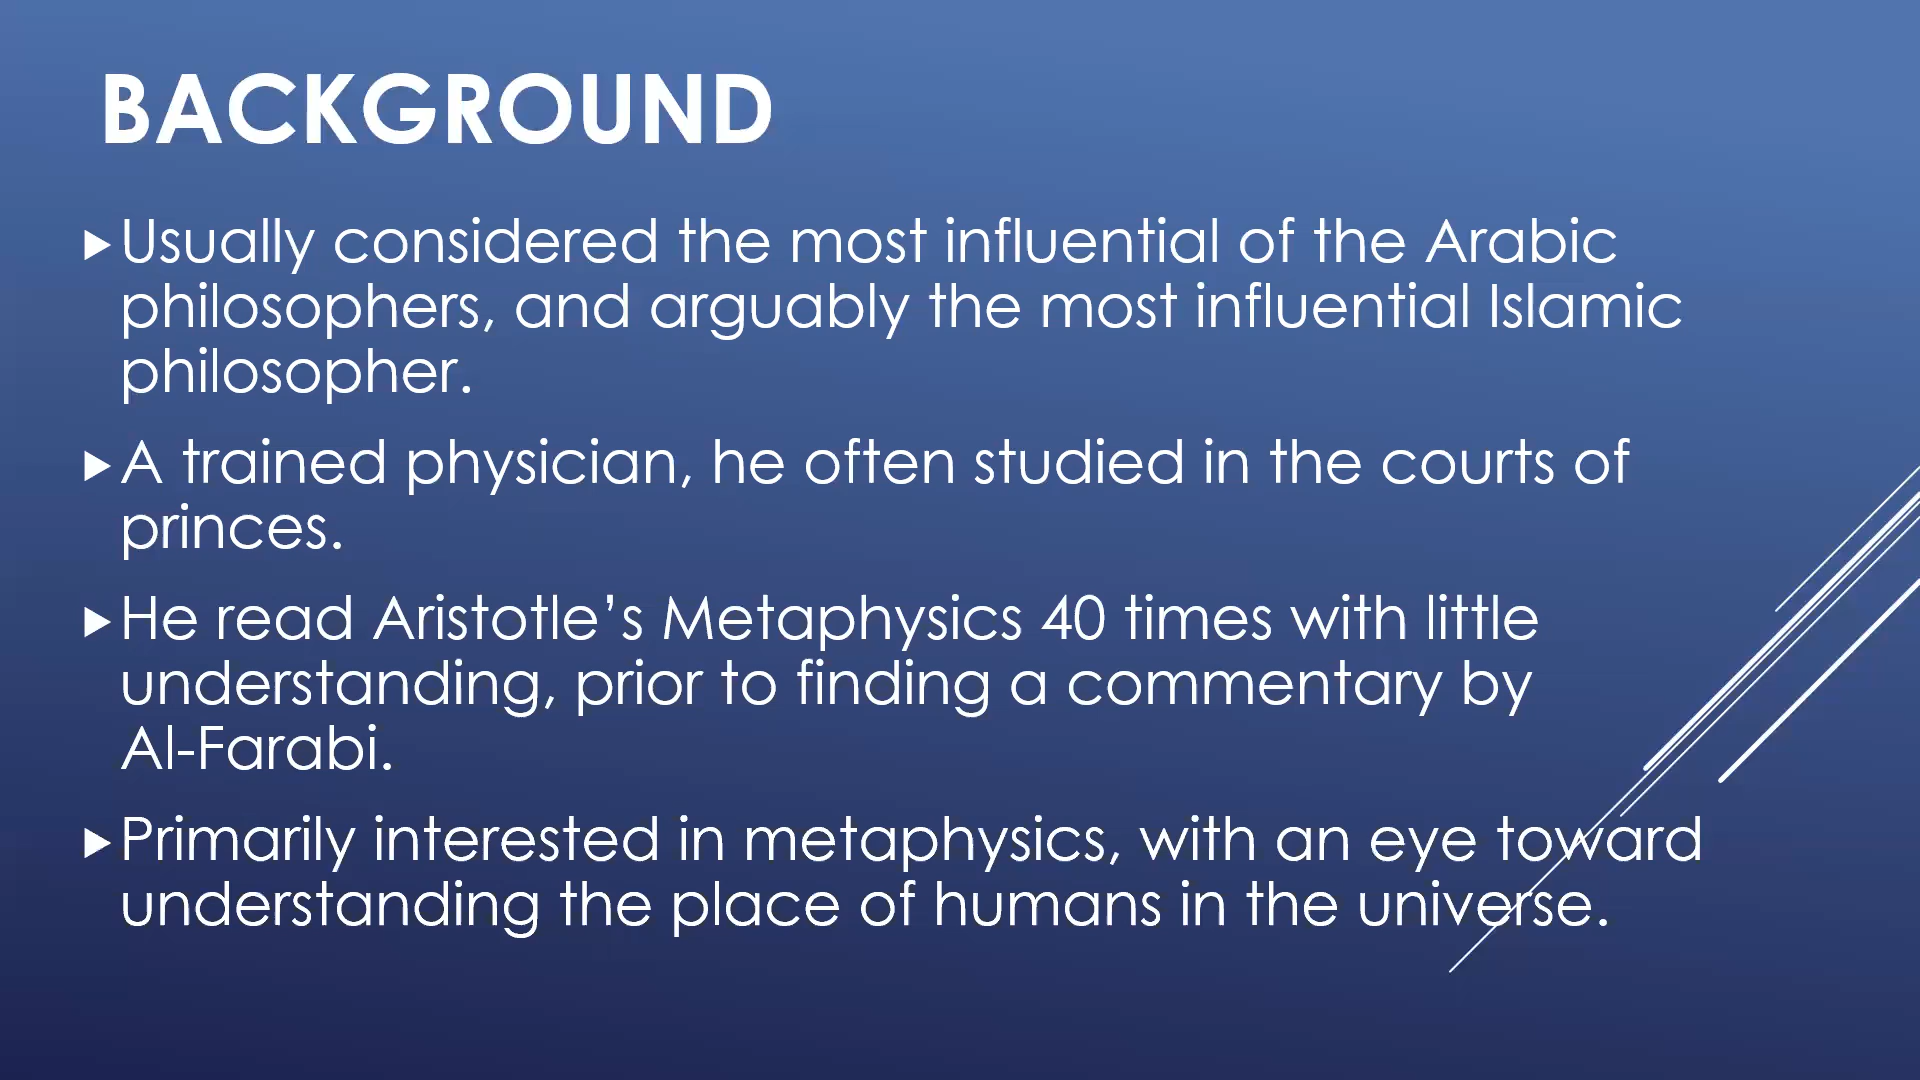 BACKGROUND
Usually considered the most influential of the Arabic
philosophers, and arguably the most influential Islamic
philosopher.
A trained physician, he often studied in the courts of
princes.
He read Aristotle’s Metaphysics 40 times with little
understanding, prior to finding a commentary by
Al-Farabi.
Primarily interested in metaphysics, with an eye toward
understanding the place of humans in the universe.